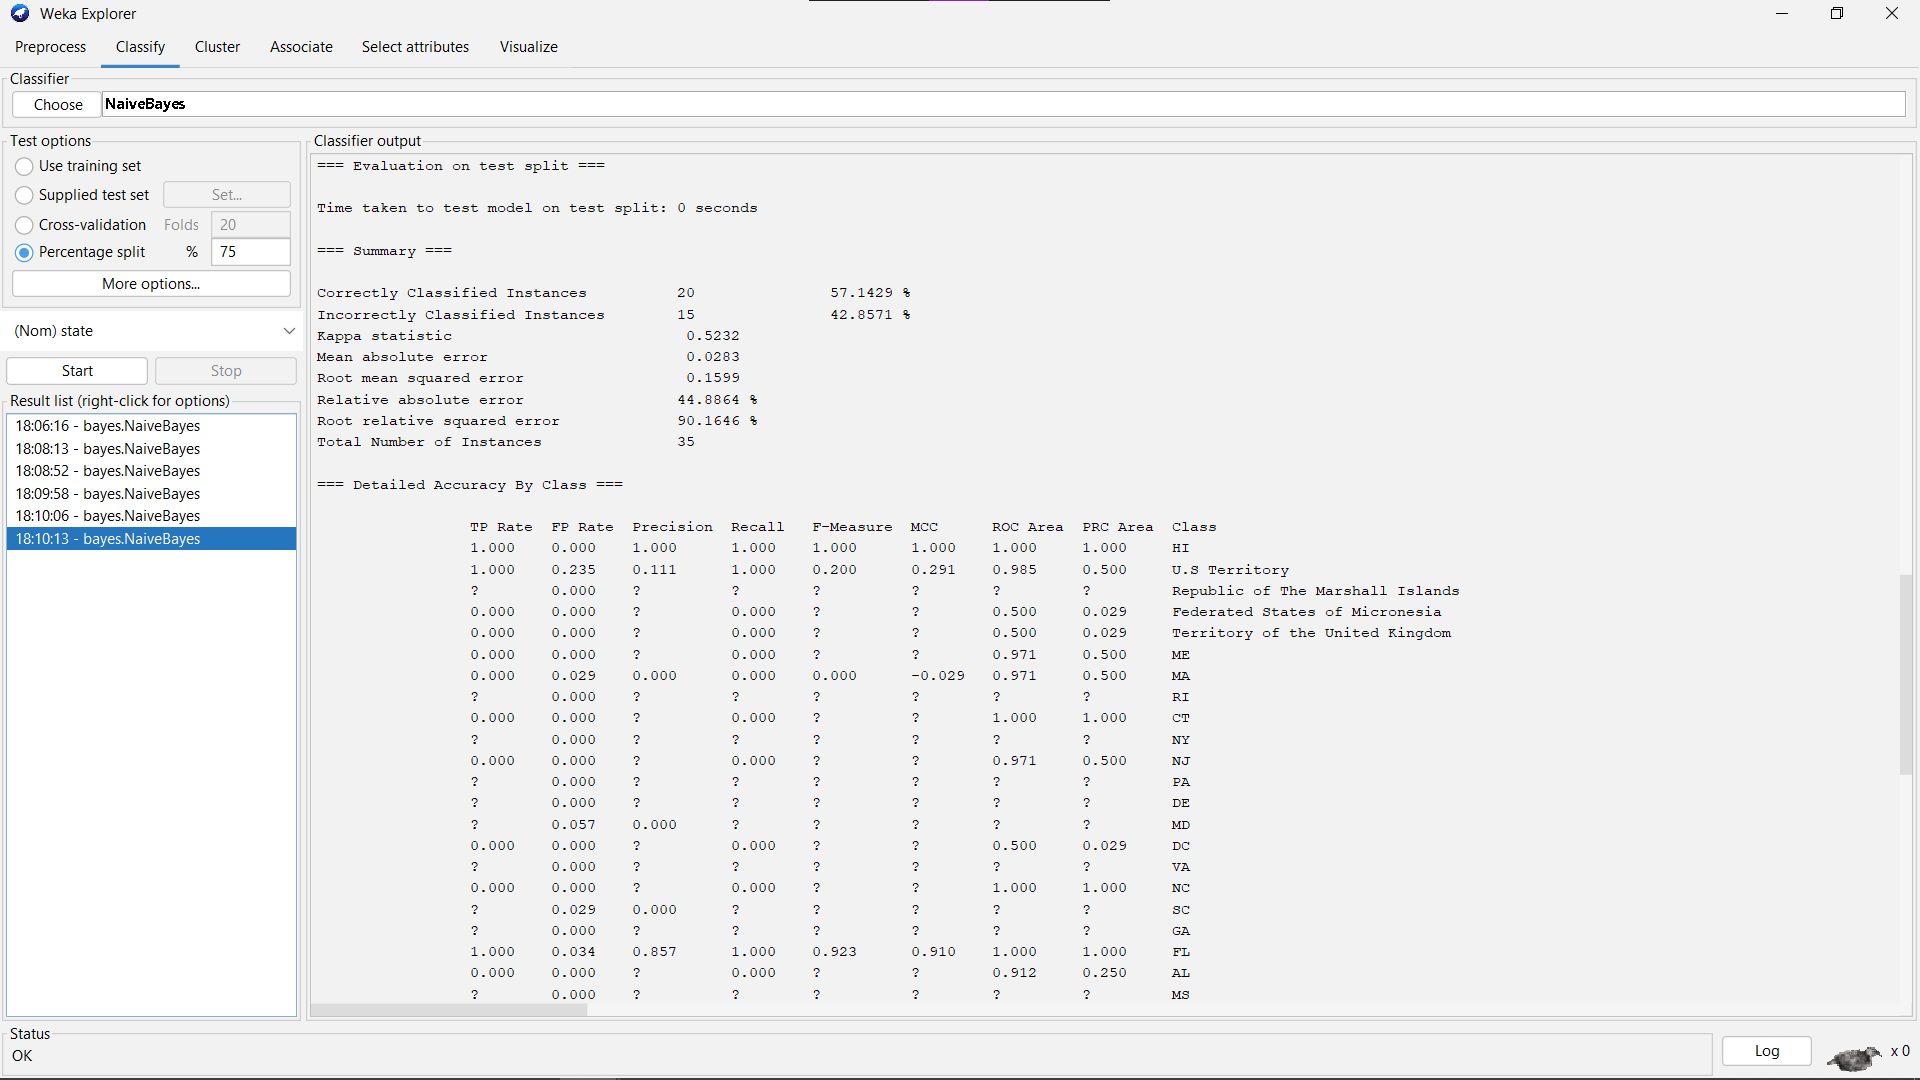 Weka Explorer
Preprocess Classify Cluster Associate Select attributes Visualize
Classifier
Choose NaiveBayes
Test options
Use training set
Supplied test set Set...
Cross-validation Folds 20
Percentage split % 75
More options...
(Nom) state
Start Stop
Result list (right-click for options)
18:06:16 - bayes.NaiveBayes
18:08:13 - bayes.NaiveBayes
18:08:52 - bayes.NaiveBayes
18:09:58 - bayes.NaiveBayes
18:10:06 - bayes.NaiveBayes
18:10:13 - bayes.NaiveBayes
Classifier output
=== Evaluation on test split ===
Time taken to test model on test split: 0 seconds
=== Summary ===
Correctly Classified Instances 20 57.1429 %
Incorrectly Classified Instances 15 42.8571 %
Kappa statistic 0.5232
Mean absolute error 0.0283
Root mean squared error 0.1599
Relative absolute error 44.8864 %
Root relative squared error 90.1646 %
Total Number of Instances 35
=== Detailed Accuracy By Class ===
TP Rate FP Rate Precision Recall F-Measure MCC ROC Area PRC Area Class
1.000 0.000 1.000 1.000 1.000 1.000 1.000 1.000 HI
1.000 0.235 0.111 1.000 0.200 0.291 0.985 0.500 U.S Territory
? 0.000 ? ? ? ? ? ? Republic of The Marshall Islands
0.000 0.000 ? 0.000 ? ? 0.500 0.029 Federated States of Micronesia
0.000 0.000 ? 0.000 ? ? 0.500 0.029 Territory of the United Kingdom
0.000 0.000 ? 0.000 ? ? 0.971 0.500 ME
0.000 0.029 0.000 0.000 0.000 -0.029 0.971 0.500 MA
? 0.000 ? ? ? ? ? ? RI
0.000 0.000 ? 0.000 ? ? 1.000 1.000 CT
? 0.000 ? ? ? ? ? ? NY
0.000 0.000 ? 0.000 ? ? 0.971 0.500 NJ
? 0.000 ? ? ? ? ? ? PA
? 0.000 ? ? ? ? ? ? DE
? 0.057 0.000 ? ? ? ? ? MD
0.000 0.000 ? 0.000 ? ? 0.500 0.029 DC
? 0.000 ? ? ? ? ? ? VA
0.000 0.000 ? 0.000 ? ? 1.000 1.000 NC
? 0.029 0.000 ? ? ? ? ? SC
? 0.000 ? ? ? ? ? ? GA
1.000 0.034 0.857 1.000 0.923 0.910 1.000 1.000 FL
0.000 0.000 ? 0.000 ? ? 0.912 0.250 AL
? 0.000 ? ? ? ? ? ? MS
Status
OK
Log x 0